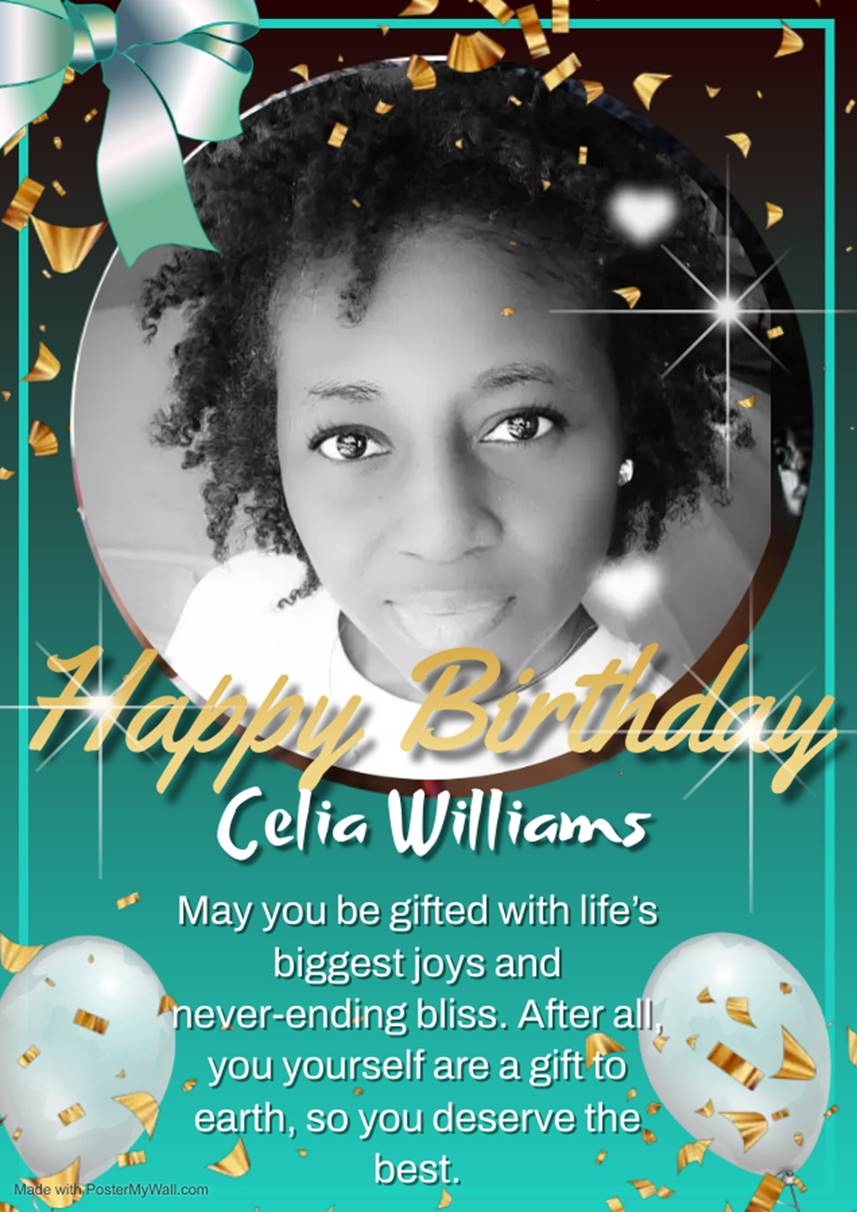 Happy Birthday
Celia Williams
May you be gifted with life’s
biggest joys and
never-ending bliss. After all,
you yourself are a gift to
earth, so you deserve the
best.
Made with PosterMyWall.com